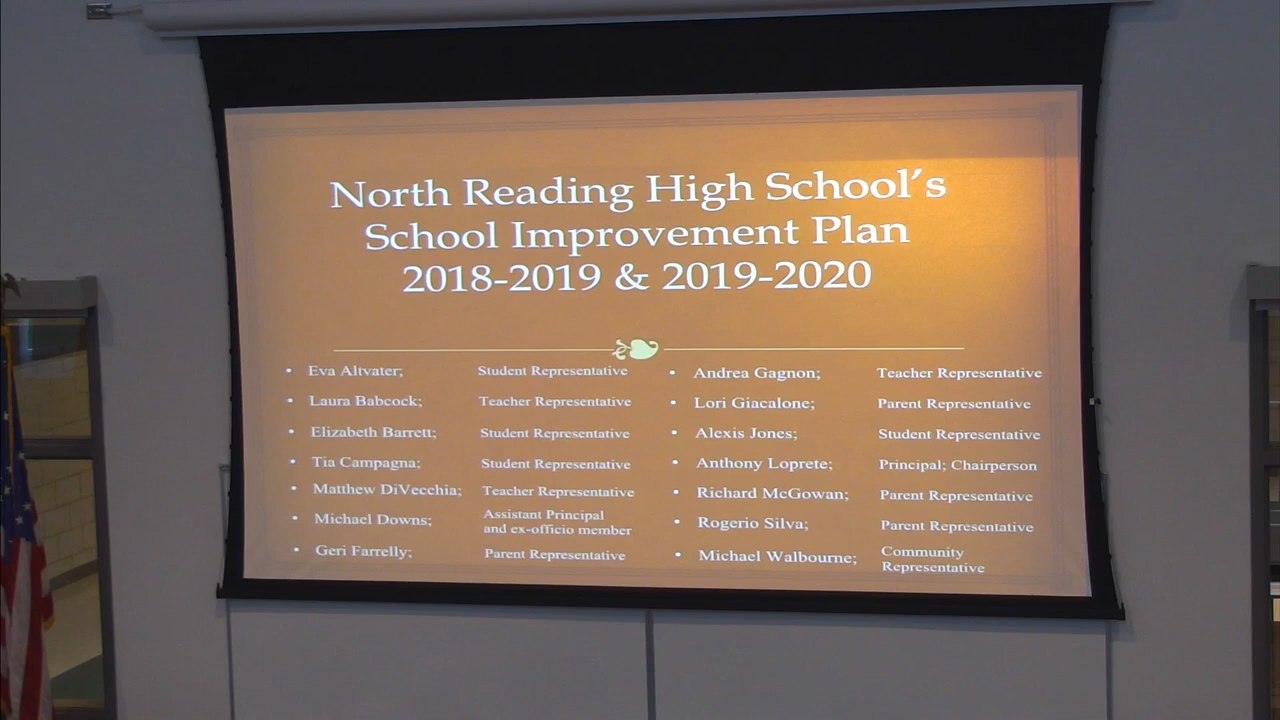 North Reading High School's
School Improvement Plan
2018-2019 & 2019-2020
• Eva Altvater; Student Representative
• Laura Babcock; Teacher Representative
• Elizabeth Barrett; Student Representative
• Tia Campagna; Student Representative
• Matthew DiVecchia; Teacher Representative
• Michael Downs; Assistant Principal
and ex-officio member
• Geri Farrelly; Parent Representative
• Andrea Gagnon; Teacher Representative
• Lori Giacalone; Parent Representative
• Alexis Jones; Student Representative
• Anthony Loprete; Principal; Chairperson
• Richard McGowan; Parent Representative
• Rogerio Silva; Parent Representative
• Michael Walbourne; Community
Representative